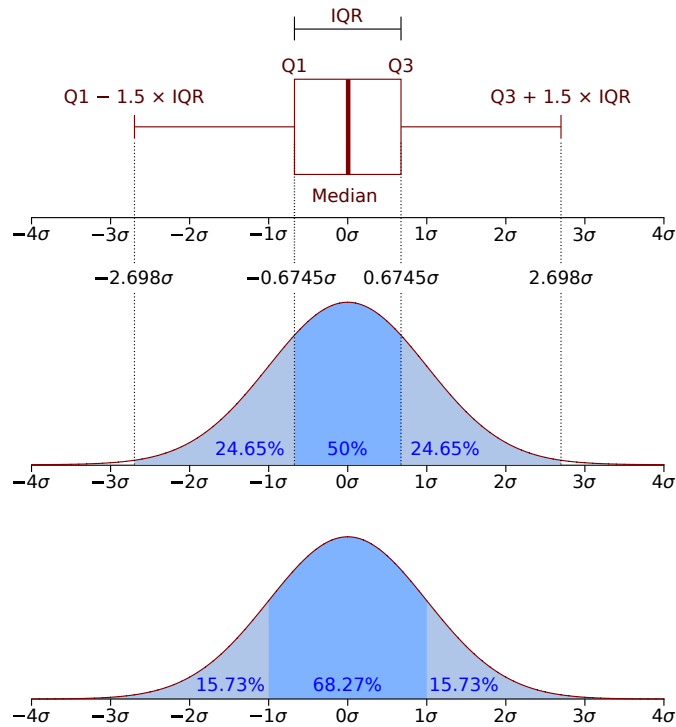 IQR
Q1 Q3
Q1 − 1.5 × IQR Q3 + 1.5 × IQR
Median
−4σ −3σ −2σ −1σ 0σ 1σ 2σ 3σ 4σ
−2.698σ −0.6745σ 0.6745σ 2.698σ
24.65% 50% 24.65%
−4σ −3σ −2σ −1σ 0σ 1σ 2σ 3σ 4σ
15.73% 68.27% 15.73%
−4σ −3σ −2σ −1σ 0σ 1σ 2σ 3σ 4σ